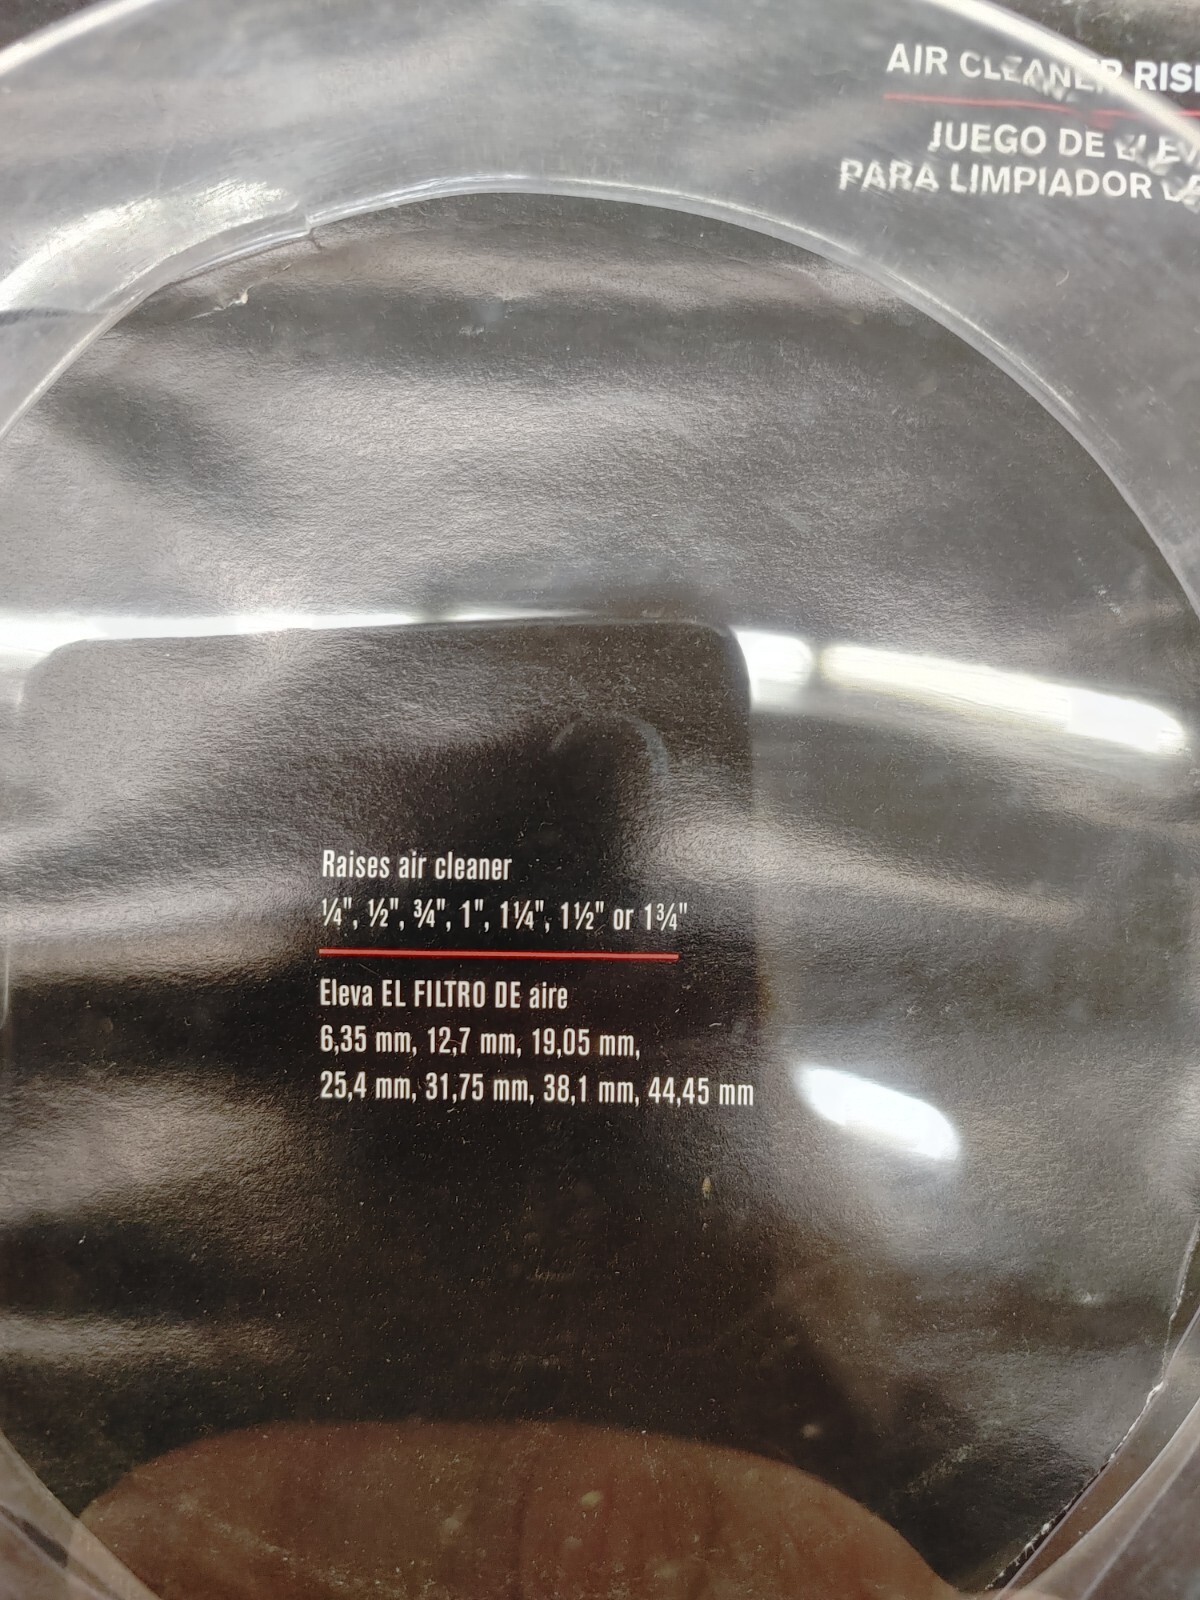 AIR CLEANER
JUEGO DE
PARA LIMPIADOR
Raises air cleaner
¼", ½", ¾", 1", 1¼", 1½" or 1¾"
Eleva EL FILTRO DE aire
6,35 mm, 12,7 mm, 19,05 mm,
25,4 mm, 31,75 mm, 38,1 mm, 44,45 mm